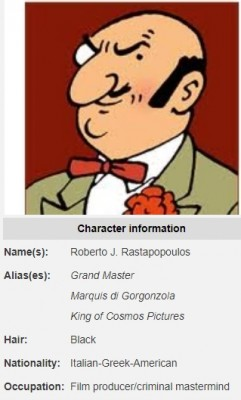 Character information
Name(s): Roberto J. Rastapopoulos
Alias(es): Grand Master
Marquis di Gorgonzola
King of Cosmos Pictures
Hair: Black
Nationality: Italian-Greek-American
Occupation: Film producer/criminal mastermind